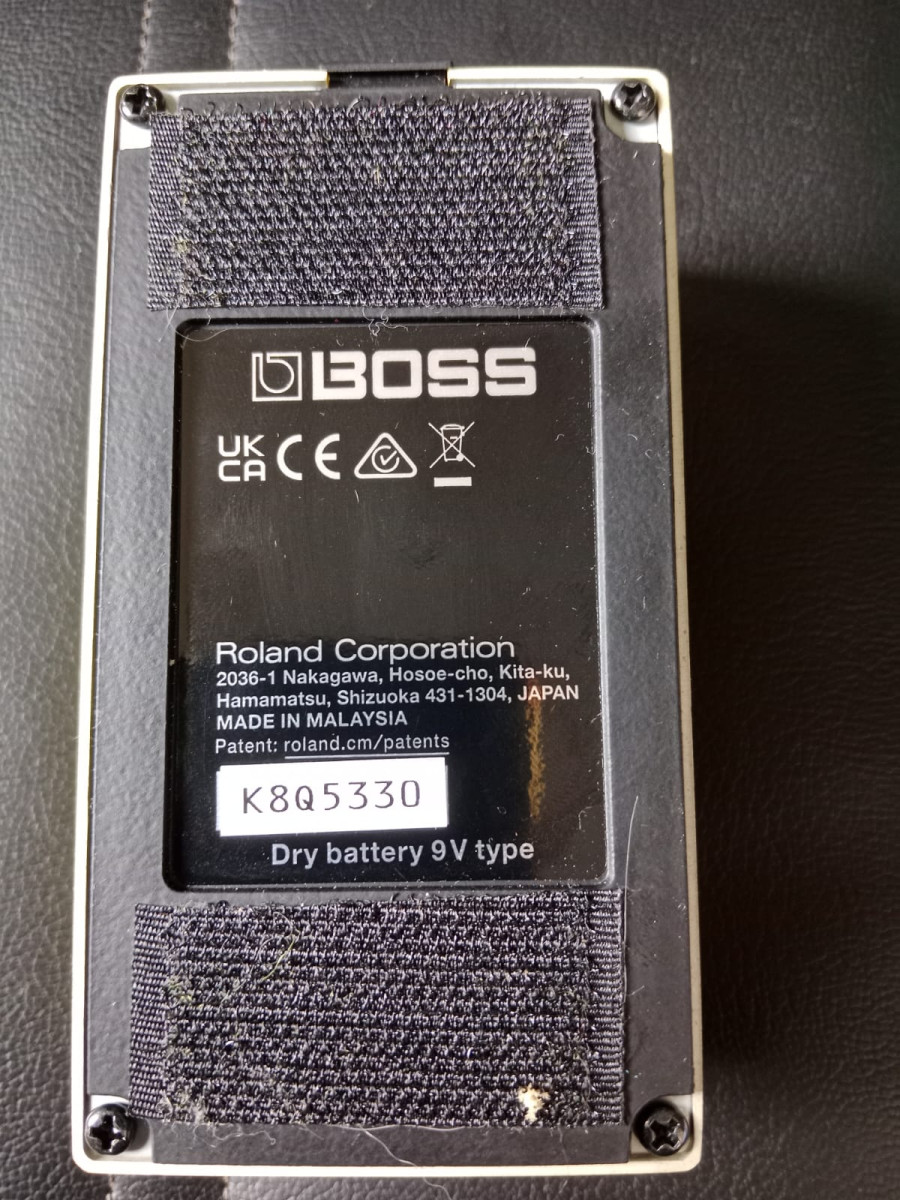 BOSS
UK
CA CE
Roland Corporation
2036-1 Nakagawa, Hosoe-cho, Kita-ku,
Hamamatsu, Shizuoka 431-1304, JAPAN
MADE IN MALAYSIA
Patent: roland.cm/patents
K8Q5330
Dry battery 9V type